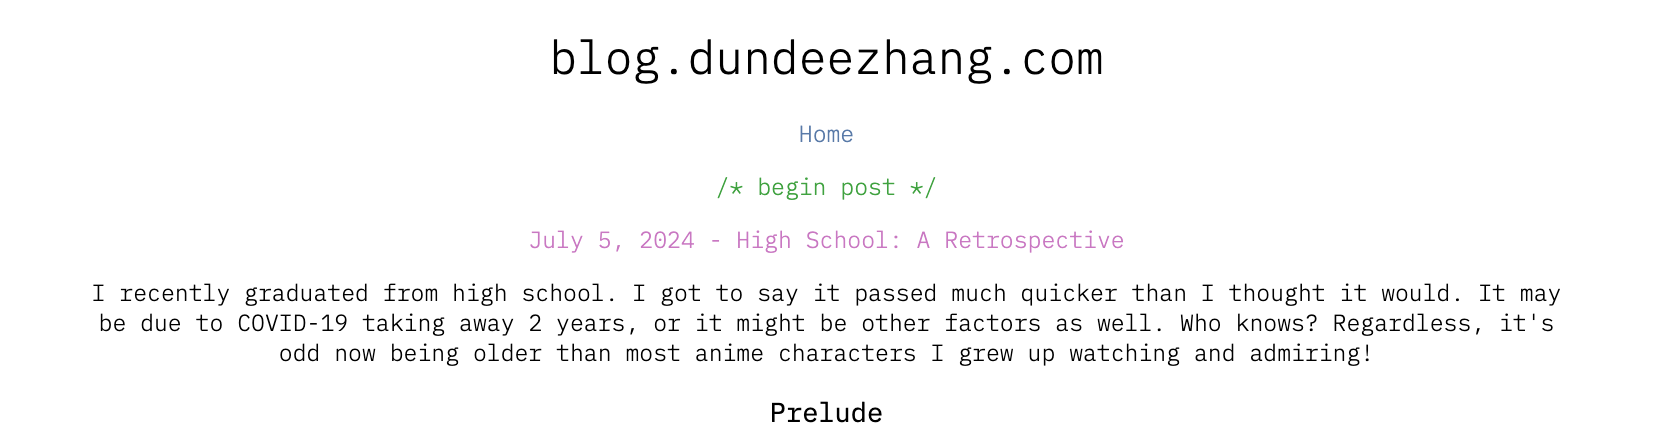 blog.dundeezhang.com
Home
/* begin post */
July 5, 2024 - High School: A Retrospective
I recently graduated from high school. I got to say it passed much quicker than I thought it would. It may
be due to COVID-19 taking away 2 years, or it might be other factors as well. Who knows? Regardless, it's
odd now being older than most anime characters I grew up watching and admiring!
Prelude